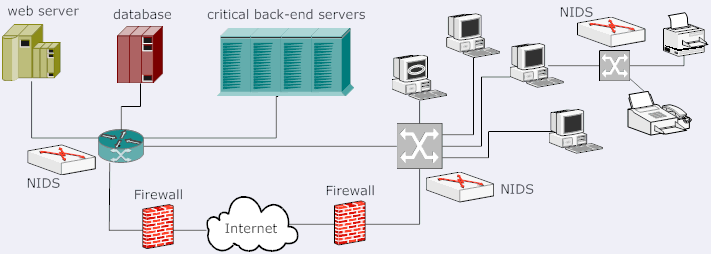 web server
database
critical back-end servers
NIDS
NIDS
Firewall
Internet
Firewall
NIDS